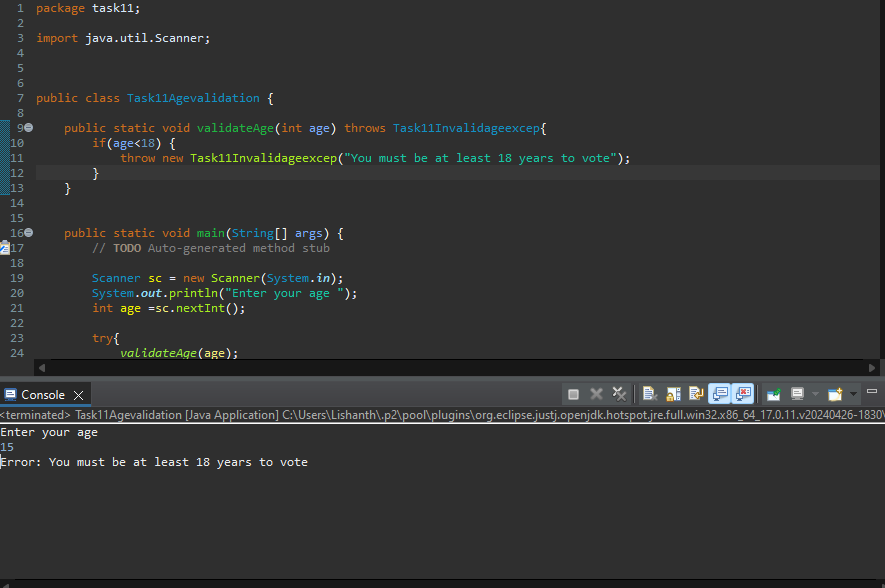 1 package task11;
2
3 import java.util.Scanner;
4
5
6
7 public class Task11Agevalidation {
8
9 public static void validateAge(int age) throws Task11Invalidageexcep{
10 if(age<18) {
11 throw new Task11Invalidageexcep("You must be at least 18 years to vote");
12 }
13 }
14
15
16 public static void main(String[] args) {
17 // TODO Auto-generated method stub
18
19 Scanner sc = new Scanner(System.in);
20 System.out.println("Enter your age ");
21 int age =sc.nextInt();
22
23 try{
24 validateAge(age);
Console
<terminated> Task11Agevalidation [Java Application] C:\Users\Lishanth\.p2\pool\plugins\org.eclipse.justj.openjdk.hotspot.jre.full.win32.x86_64_17.0.11.v20240426-1830\
Enter your age
15
Error: You must be at least 18 years to vote